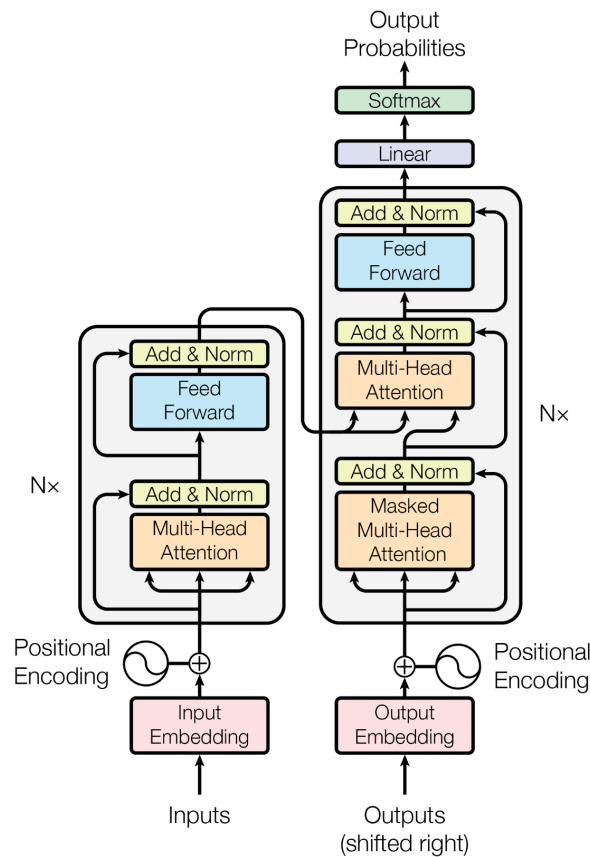 Output
Probabilities
Softmax
Linear
Add & Norm
Feed
Forward
Add & Norm
Multi-Head
Attention
Add & Norm
Masked
Multi-Head
Attention
N×
Add & Norm
Feed
Forward
Add & Norm
Multi-Head
Attention
N×
Positional
Encoding
Positional
Encoding
Input
Embedding
Output
Embedding
Inputs
Outputs
(shifted right)